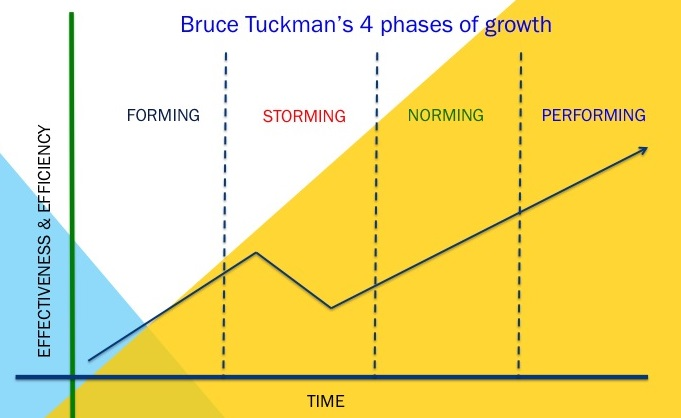 Bruce Tuckman’s 4 phases of growth
FORMING
STORMING
NORMING
PERFORMING
EFFECTIVENESS & EFFICIENCY
TIME